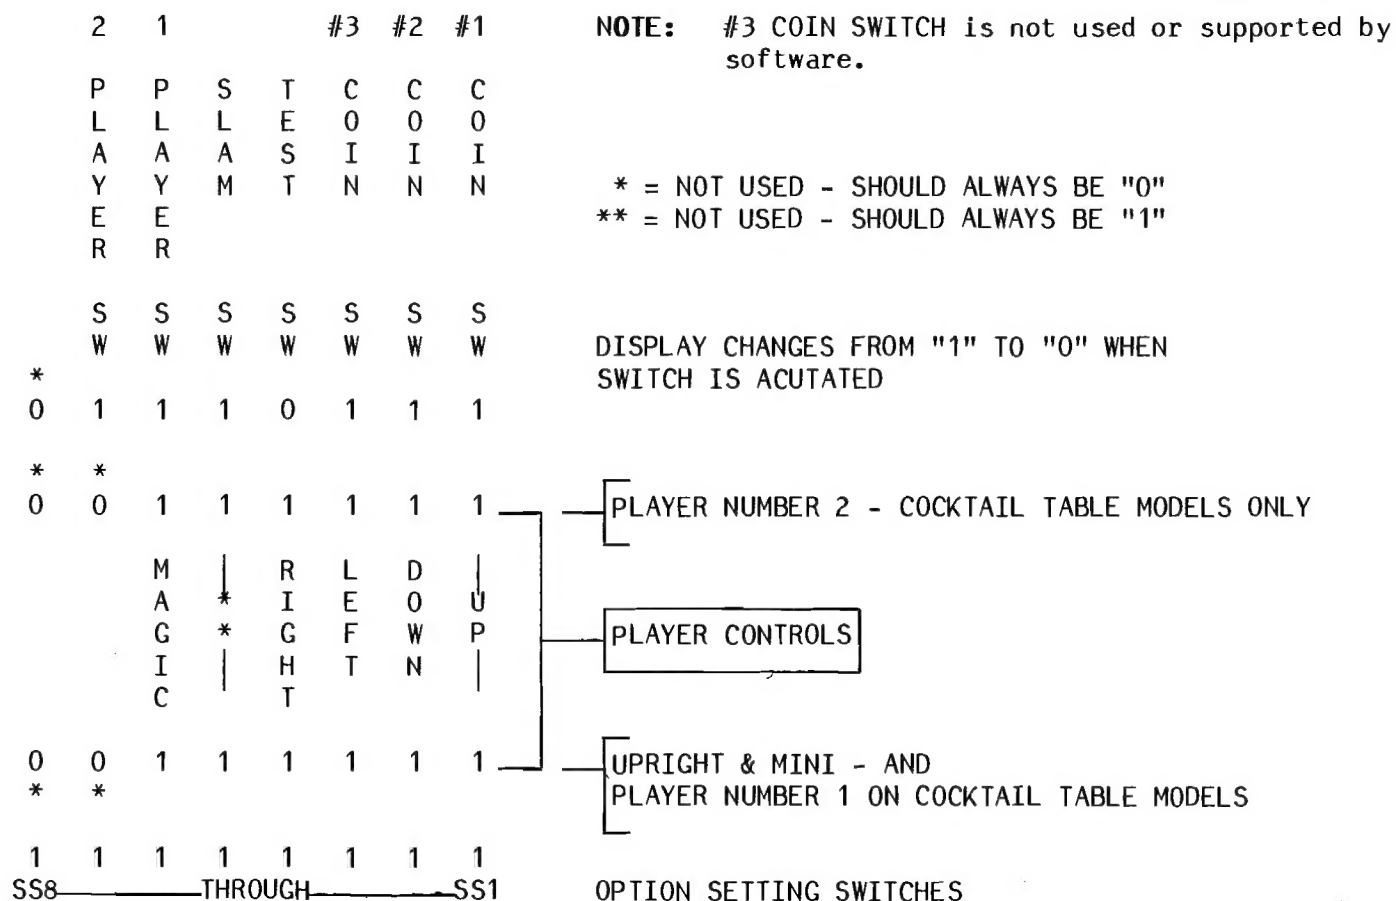 2 1 #3 #2 #1 NOTE: #3 COIN SWITCH is not used or supported by
software.
P P S T C C C
L L L E O O O
A A A S I I I
Y Y M T N N N * = NOT USED - SHOULD ALWAYS BE "0"
E E ** = NOT USED - SHOULD ALWAYS BE "1"
R R
S S S S S S S
W W W W W W W DISPLAY CHANGES FROM "1" TO "0" WHEN
* SWITCH IS ACUTATED
0 1 1 1 0 1 1 1
* *
0 0 1 1 1 1 1 1 PLAYER NUMBER 2 - COCKTAIL TABLE MODELS ONLY
M R L D
A * I E O U
G * G F W P PLAYER CONTROLS
I H T N
C T
0 0 1 1 1 1 1 1 UPRIGHT & MINI - AND
* * PLAYER NUMBER 1 ON COCKTAIL TABLE MODELS
1 1 1 1 1 1 1 1
SS8 THROUGH SS1 OPTION SETTING SWITCHES